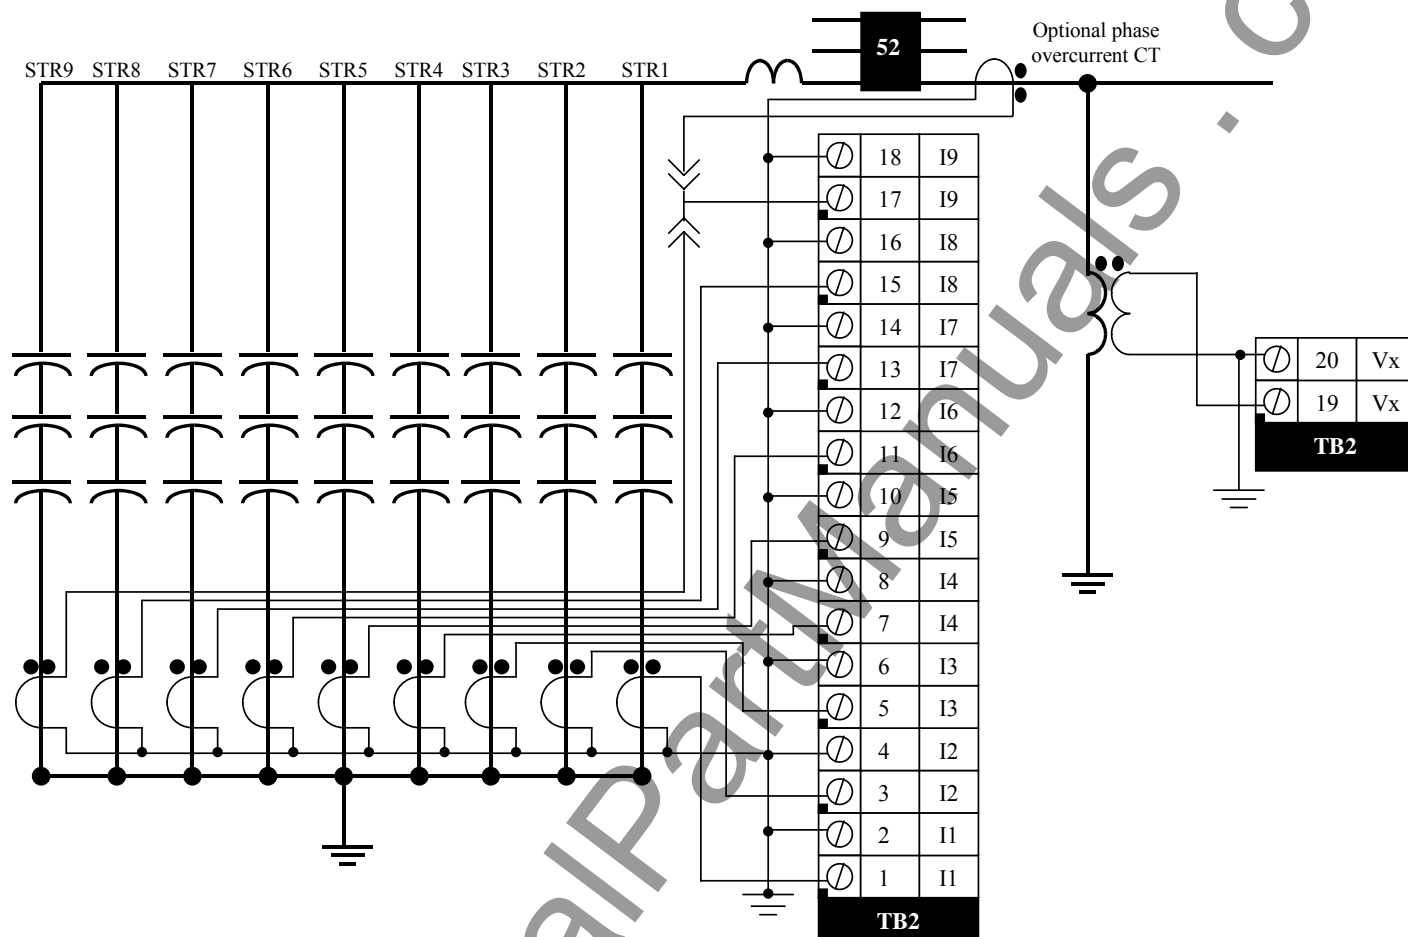 52
Optional phase
overcurrent CT
STR9 STR8 STR7 STR6 STR5 STR4 STR3 STR2 STR1
18 I9
17 I9
16 I8
15 I8
14 I7
13 I7
12 I6
11 I6
10 I5
9 I5
8 I4
7 I4
6 I3
5 I3
4 I2
3 I2
2 I1
1 I1
TB2
20 Vx
19 Vx
TB2
alPartManuals . c